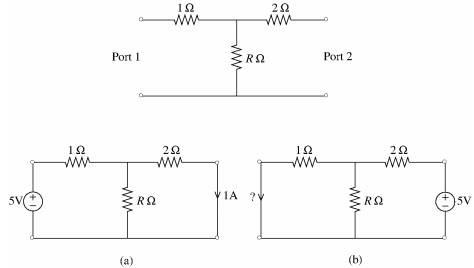 1 Ω 2 Ω
Port 1 R Ω Port 2
1 Ω 2 Ω 1 Ω 2 Ω
5V + − R Ω 1A ? R Ω + − 5V
(a) (b)